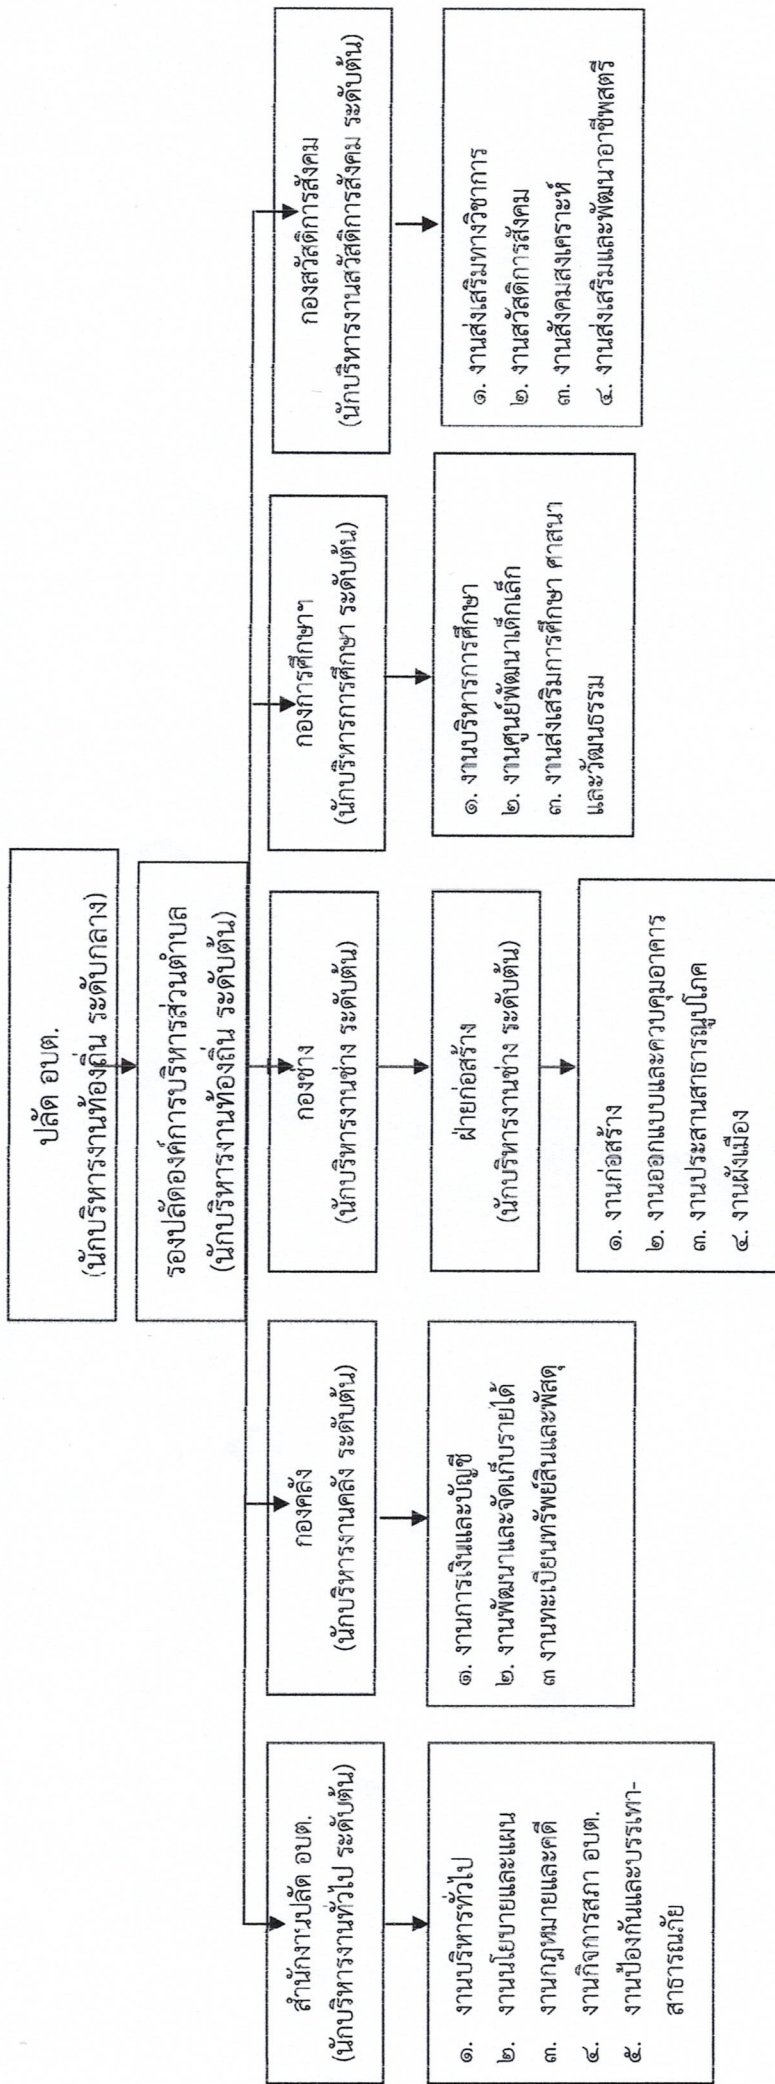 ปลัด อบต.
(นักบริหารงานท้องถิ่น ระดับกลาง)
รองปลัดองค์การบริหารส่วนตำบล
(นักบริหารงานท้องถิ่น ระดับต้น)
สำนักงานปลัด อบต.
(นักบริหารงานทั่วไป ระดับต้น)
๑. งานบริหารทั่วไป
๒. งานนโยบายและแผน
๓. งานกฎหมายและคดี
๔. งานกิจการสภา อบต.
๕. งานป้องกันและบรรเทา-
สาธารณภัย
กองคลัง
(นักบริหารงานคลัง ระดับต้น)
๑. งานการเงินและบัญชี
๒. งานพัฒนาและจัดเก็บรายได้
๓ งานทะเบียนทรัพย์สินและพัสดุ
กองช่าง
(นักบริหารงานช่าง ระดับต้น)
ฝ่ายก่อสร้าง
(นักบริหารงานช่าง ระดับต้น)
๑. งานก่อสร้าง
๒. งานออกแบบและควบคุมอาคาร
๓. งานประสานสาธารณูปโภค
๔. งานผังเมือง
กองการศึกษาฯ
(นักบริหารการศึกษา ระดับต้น)
๑. งานบริหารการศึกษา
๒. งานศูนย์พัฒนาเด็กเล็ก
๓. งานส่งเสริมการศึกษา ศาสนา
และวัฒนธรรม
กองสวัสดิการสังคม
(นักบริหารงานสวัสดิการสังคม ระดับต้น)
๑. งานส่งเสริมทางวิชาการ
๒. งานสวัสดิการสังคม
๓. งานสังคมสงเคราะห์
๔. งานส่งเสริมและพัฒนาอาชีพสตรี